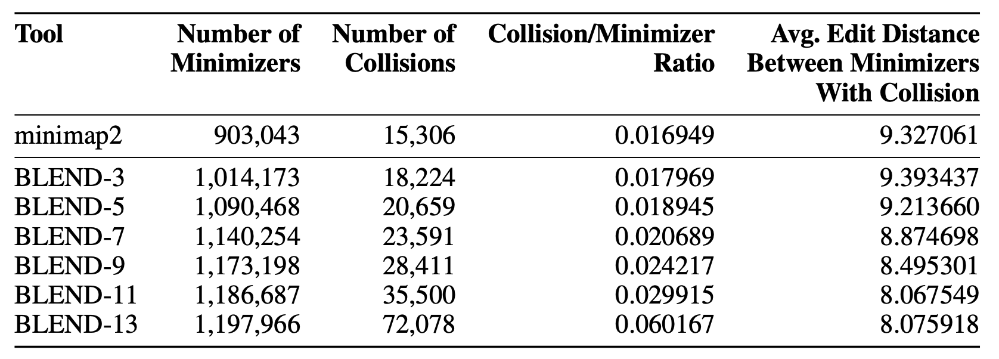 Tool Number of Number of Collision/Minimizer Avg. Edit Distance
Minimizers Collisions Ratio Between Minimizers
With Collision
minimap2 903,043 15,306 0.016949 9.327061
BLEND-3 1,014,173 18,224 0.017969 9.393437
BLEND-5 1,090,468 20,659 0.018945 9.213660
BLEND-7 1,140,254 23,591 0.020689 8.874698
BLEND-9 1,173,198 28,411 0.024217 8.495301
BLEND-11 1,186,687 35,500 0.029915 8.067549
BLEND-13 1,197,966 72,078 0.060167 8.075918